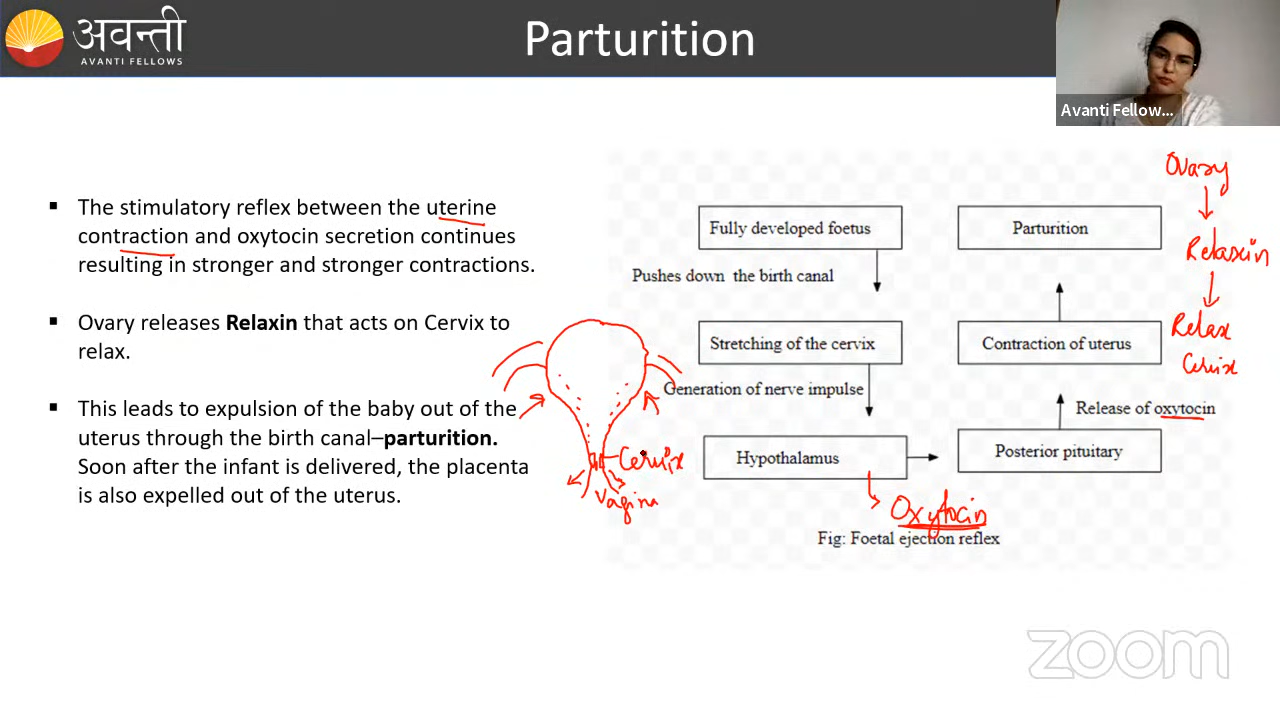 अवन्ती
AVANTI FELLOWS
Parturition
Avanti Fellow...
▪ The stimulatory reflex between the uterine
contraction and oxytocin secretion continues
resulting in stronger and stronger contractions.
▪ Ovary releases Relaxin that acts on Cervix to
relax.
▪ This leads to expulsion of the baby out of the
uterus through the birth canal–parturition.
Soon after the infant is delivered, the placenta
is also expelled out of the uterus.
Cervix
Vagina
Fully developed foetus
Pushes down the birth canal
Stretching of the cervix
Generation of nerve impulse
Hypothalamus
Oxytocin
Posterior pituitary
Release of oxytocin
Contraction of uterus
Parturition
Fig: Foetal ejection reflex
Ovary
Relaxin
Relax
Cervix
zoom